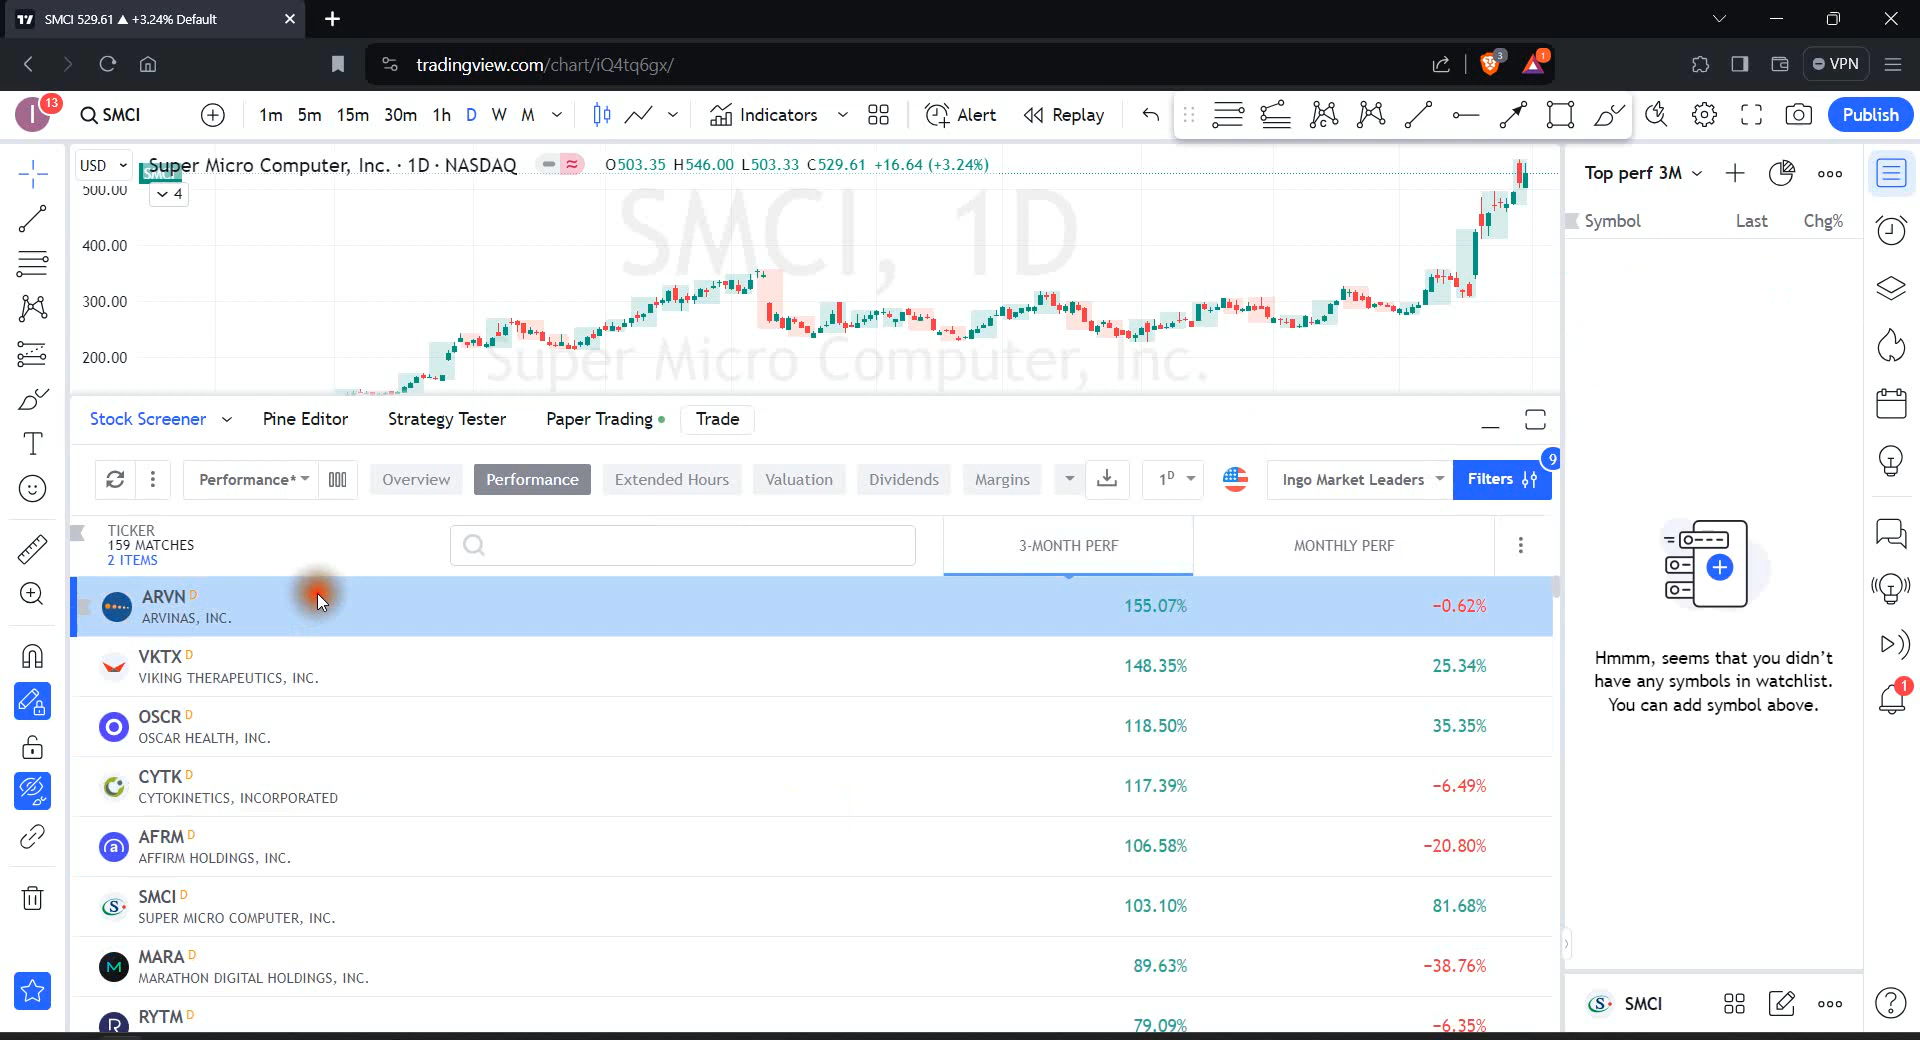 SMCI 529.61 ▲ +3.24% Default
tradingview.com/chart/iQ4tq6gx/
3
1
VPN
I
13
SMCI
1m 5m 15m 30m 1h D W M
Indicators
Alert
Replay
Publish
USD
Super Micro Computer, Inc. · 1D · NASDAQ
O503.35 H546.00 L503.33 C529.61 +16.64 (+3.24%)
SMCI
4
500.00
400.00
300.00
200.00
SMCI, 1D
Super Micro Computer, Inc.
Top perf 3M
Symbol Last Chg%
Stock Screener Pine Editor Strategy Tester Paper Trading Trade
Performance* Overview Performance Extended Hours Valuation Dividends Margins 1D Ingo Market Leaders Filters 9
TICKER
159 MATCHES
2 ITEMS
3-MONTH PERF MONTHLY PERF
ARVN D
ARVINAS, INC.
155.07% −0.62%
VKTX D
VIKING THERAPEUTICS, INC.
148.35% 25.34%
OSCR D
OSCAR HEALTH, INC.
118.50% 35.35%
CYTK D
CYTOKINETICS, INCORPORATED
117.39% −6.49%
AFRM D
AFFIRM HOLDINGS, INC.
106.58% −20.80%
SMCI D
SUPER MICRO COMPUTER, INC.
103.10% 81.68%
MARA D
MARATHON DIGITAL HOLDINGS, INC.
89.63% −38.76%
RYTM D
79.09% −6.35%
Hmmm, seems that you didn't
have any symbols in watchlist.
You can add symbol above.
1
SMCI